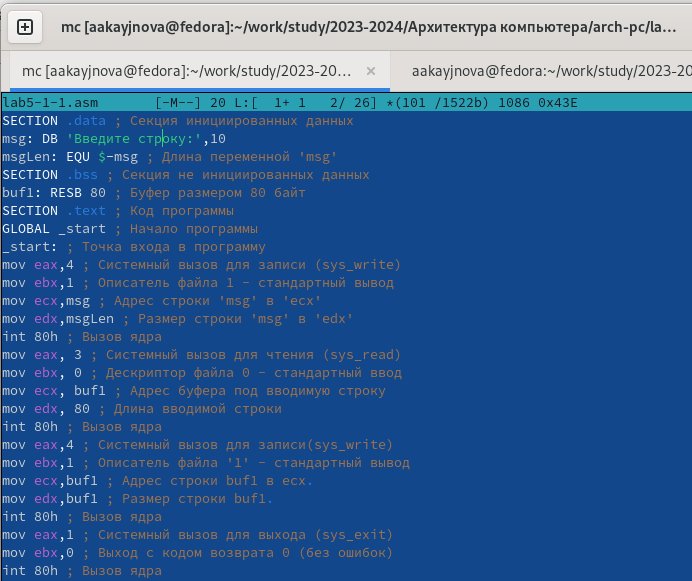 mc [aakayjnova@fedora]:~/work/study/2023-2024/Архитектура компьютера/arch-pc/la...
mc [aakayjnova@fedora]:~/work/study/2023-20... × aakayjnova@fedora:~/work/study/2023-20
lab5-1-1.asm [-M--] 20 L:[ 1+ 1 2/ 26] *(101 /1522b) 1086 0x43E
SECTION .data ; Секция инициированных данных
msg: DB 'Введите строку:',10
msgLen: EQU $-msg ; Длина переменной 'msg'
SECTION .bss ; Секция не инициированных данных
buf1: RESB 80 ; Буфер размером 80 байт
SECTION .text ; Код программы
GLOBAL _start ; Начало программы
_start: ; Точка входа в программу
mov eax,4 ; Системный вызов для записи (sys_write)
mov ebx,1 ; Описатель файла 1 - стандартный вывод
mov ecx,msg ; Адрес строки 'msg' в 'ecx'
mov edx,msgLen ; Размер строки 'msg' в 'edx'
int 80h ; Вызов ядра
mov eax, 3 ; Системный вызов для чтения (sys_read)
mov ebx, 0 ; Дескриптор файла 0 - стандартный ввод
mov ecx, buf1 ; Адрес буфера под вводимую строку
mov edx, 80 ; Длина вводимой строки
int 80h ; Вызов ядра
mov eax,4 ; Системный вызов для записи(sys_write)
mov ebx,1 ; Описатель файла '1' - стандартный вывод
mov ecx,buf1 ; Адрес строки buf1 в ecx.
mov edx,buf1 ; Размер строки buf1.
int 80h ; Вызов ядра
mov eax,1 ; Системный вызов для выхода (sys_exit)
mov ebx,0 ; Выход с кодом возврата 0 (без ошибок)
int 80h ; Вызов ядра